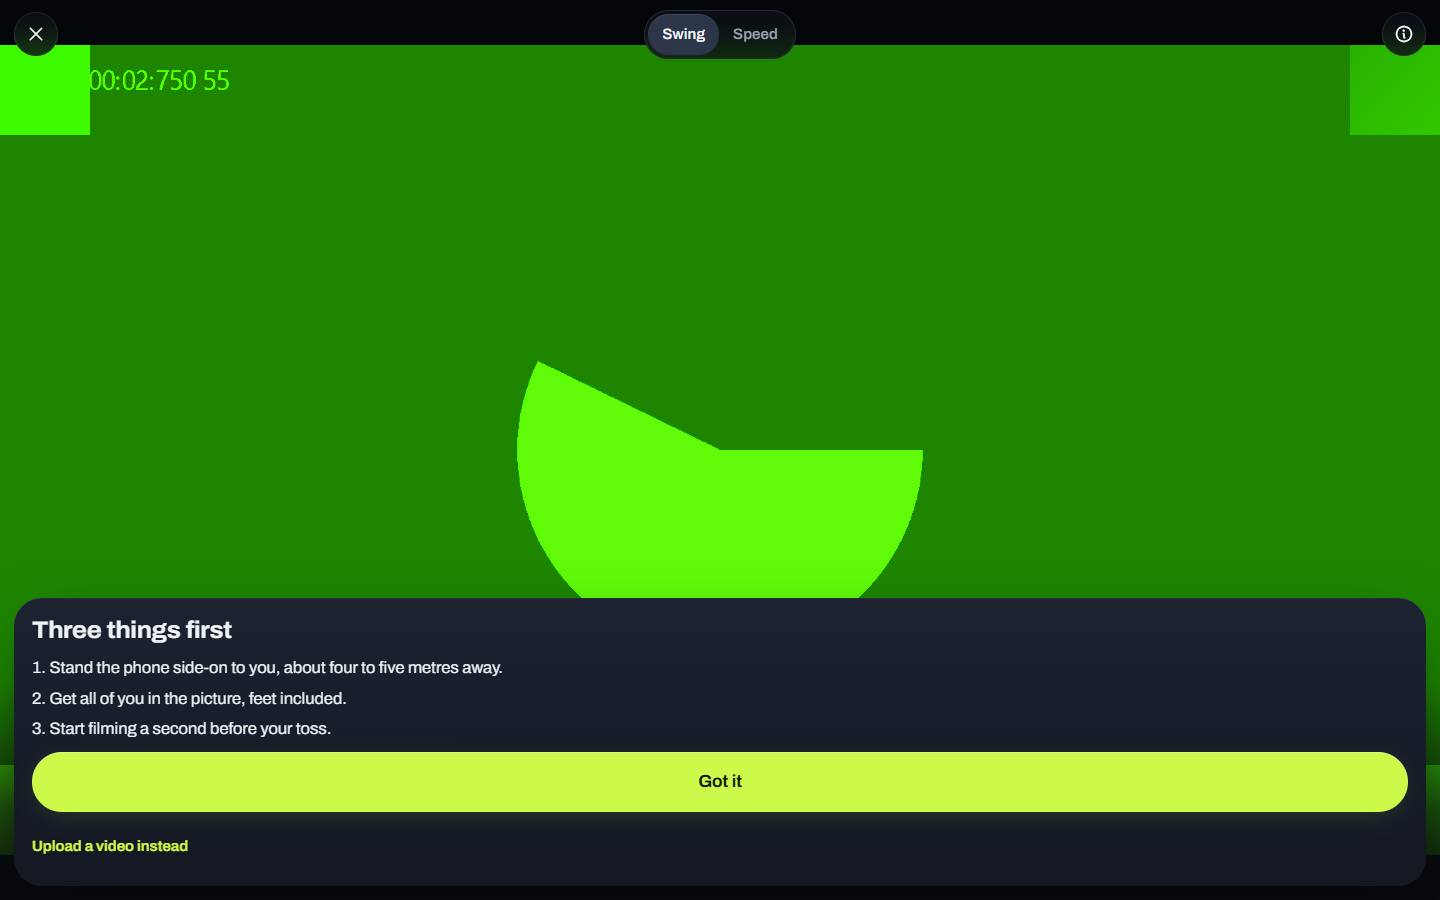 Swing Speed
00:02:750 55
Three things first
1. Stand the phone side-on to you, about four to five metres away.
2. Get all of you in the picture, feet included.
3. Start filming a second before your toss.
Got it
Upload a video instead